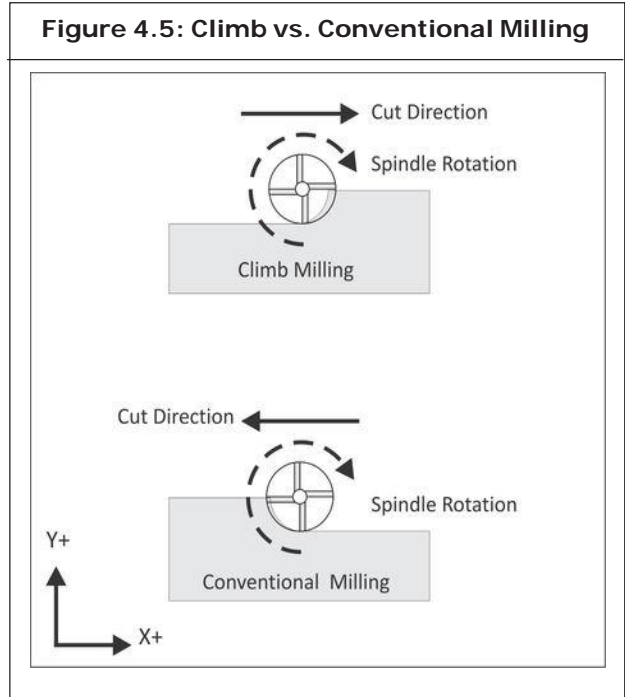 Figure 4.5: Climb vs. Conventional Milling
Cut Direction
Spindle Rotation
Climb Milling
Cut Direction
Spindle Rotation
Conventional Milling
Y+
X+